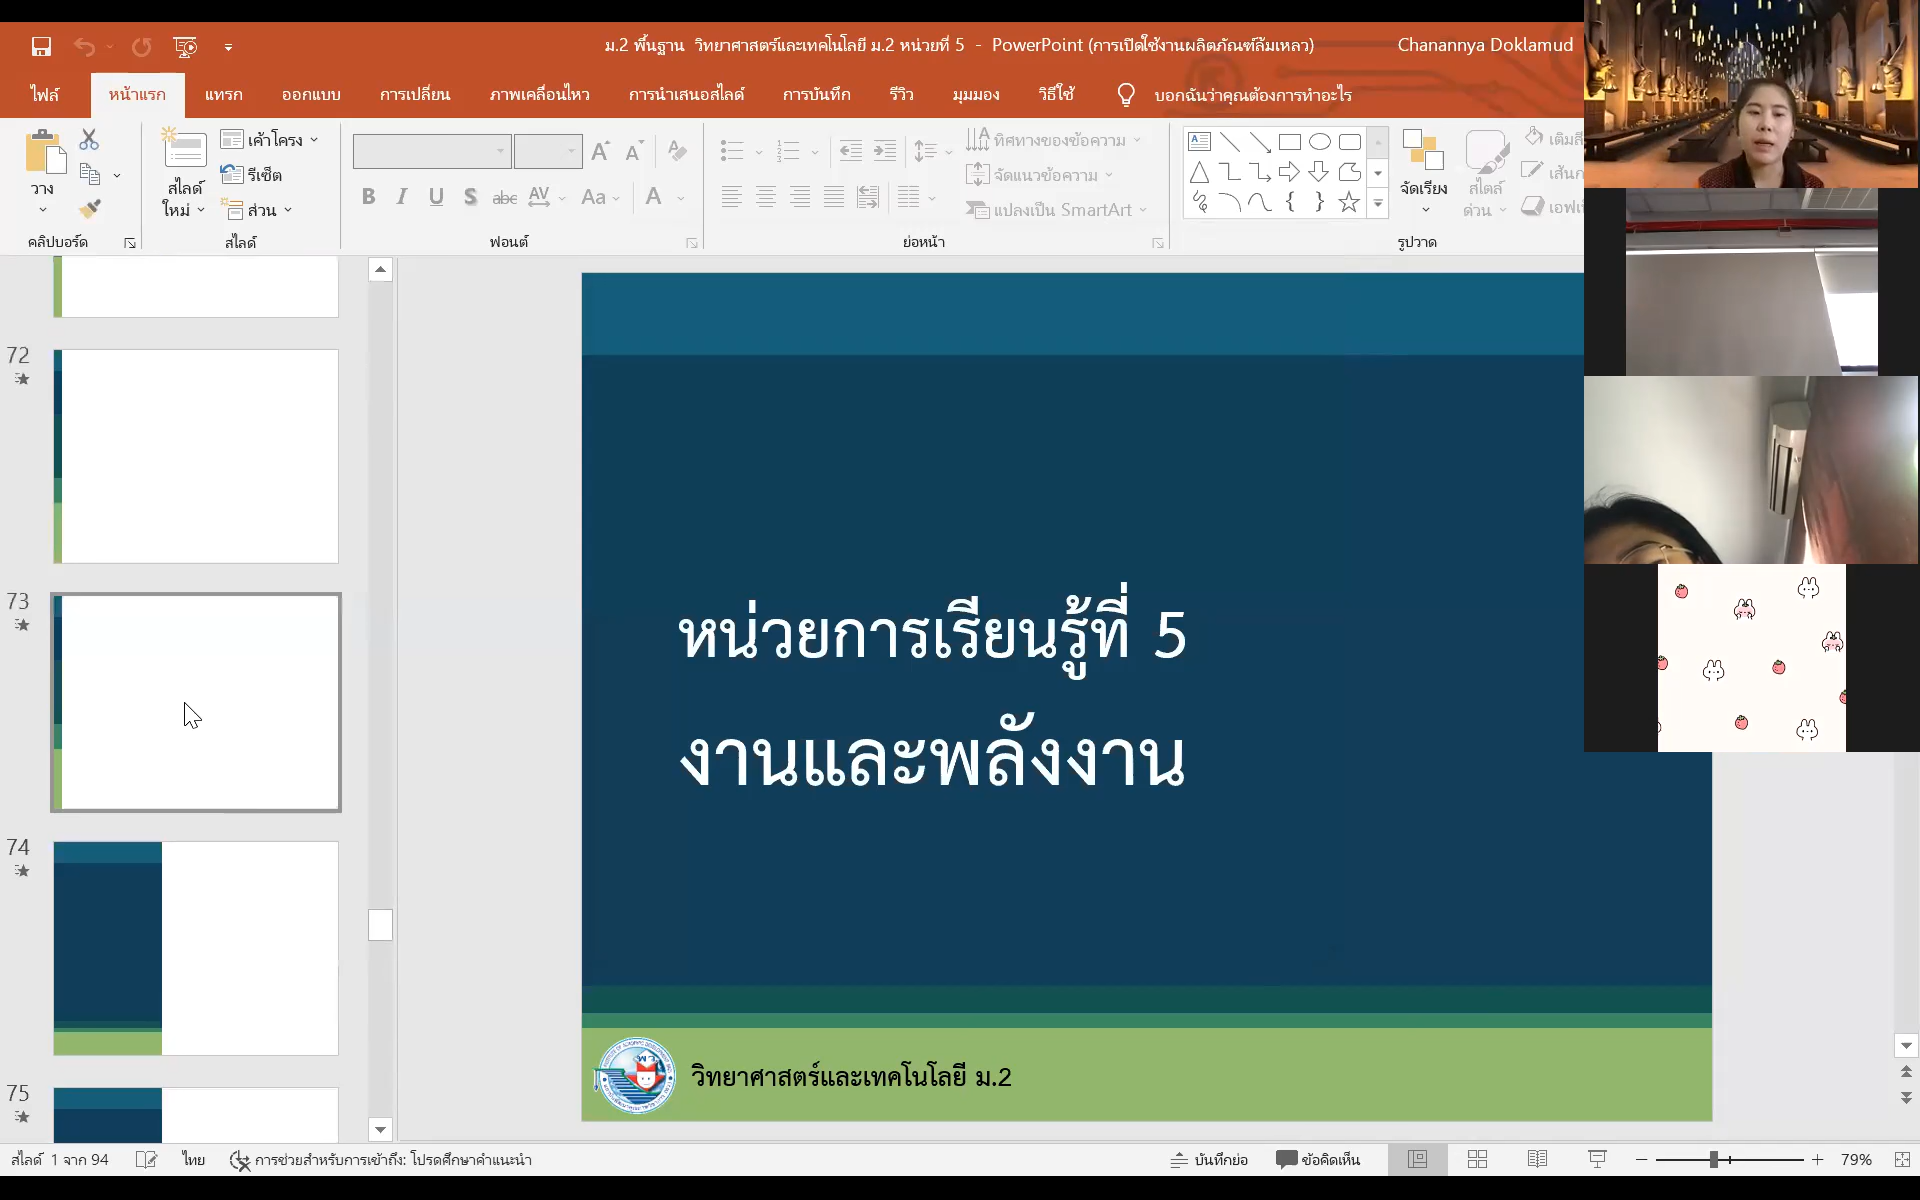 ม.2 พื้นฐาน วิทยาศาสตร์และเทคโนโลยี ม.2 หน่วยที่ 5 - PowerPoint (การเปิดใช้งานผลิตภัณฑ์ล้มเหลว)
Chanannya Doklamud
ไฟล์ หน้าแรก แทรก ออกแบบ การเปลี่ยน ภาพเคลื่อนไหว การนำเสนอสไลด์ การบันทึก รีวิว มุมมอง วิธีใช้ บอกฉันว่าคุณต้องการทำอะไร
วาง
คลิปบอร์ด
สไลด์
ใหม่
เค้าโครง
รีเซ็ต
ส่วน
สไลด์
B I U S abc AV Aa A
ฟอนต์
ทิศทางของข้อความ
จัดแนวข้อความ
แปลงเป็น SmartArt
ย่อหน้า
จัดเรียง
สไตล์
ด่วน
รูปวาด
72
73
74
75
หน่วยการเรียนรู้ที่ 5
งานและพลังงาน
วิทยาศาสตร์และเทคโนโลยี ม.2
สไลด์ 1 จาก 94 ไทย การช่วยสำหรับการเข้าถึง: โปรดศึกษาคำแนะนำ
บันทึกย่อ ข้อคิดเห็น 79%